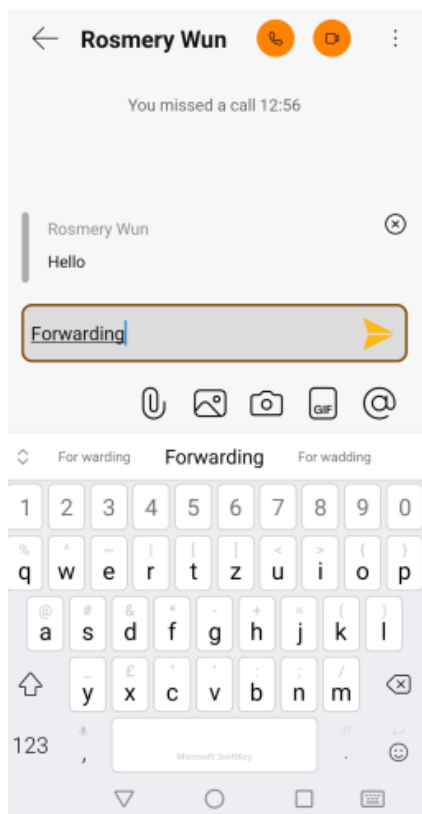 Rosmery Wun
You missed a call 12:56
Rosmery Wun
Hello
Forwarding
GIF
For warding Forwarding For wadding
1 2 3 4 5 6 7 8 9 0
% ^ ~ | [ ] < > { }
q w e r t z u i o p
@ # & * - + = ( )
a s d f g h j k l
_ £ " ' : ; /
y x c v b n m
123 , Microsoft SwiftKey .